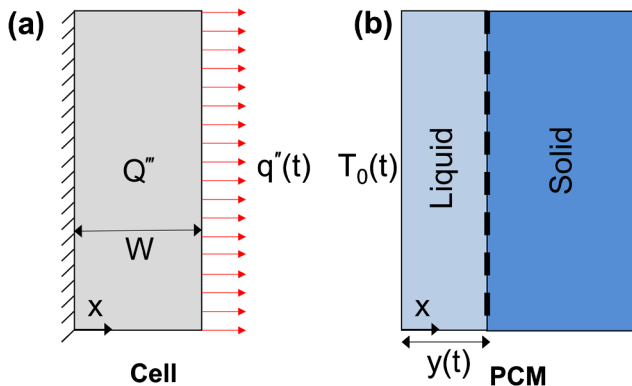 (a)
Q‴
W
x
Cell
q″(t)
(b)
T₀(t)
Liquid
Solid
x
y(t)
PCM